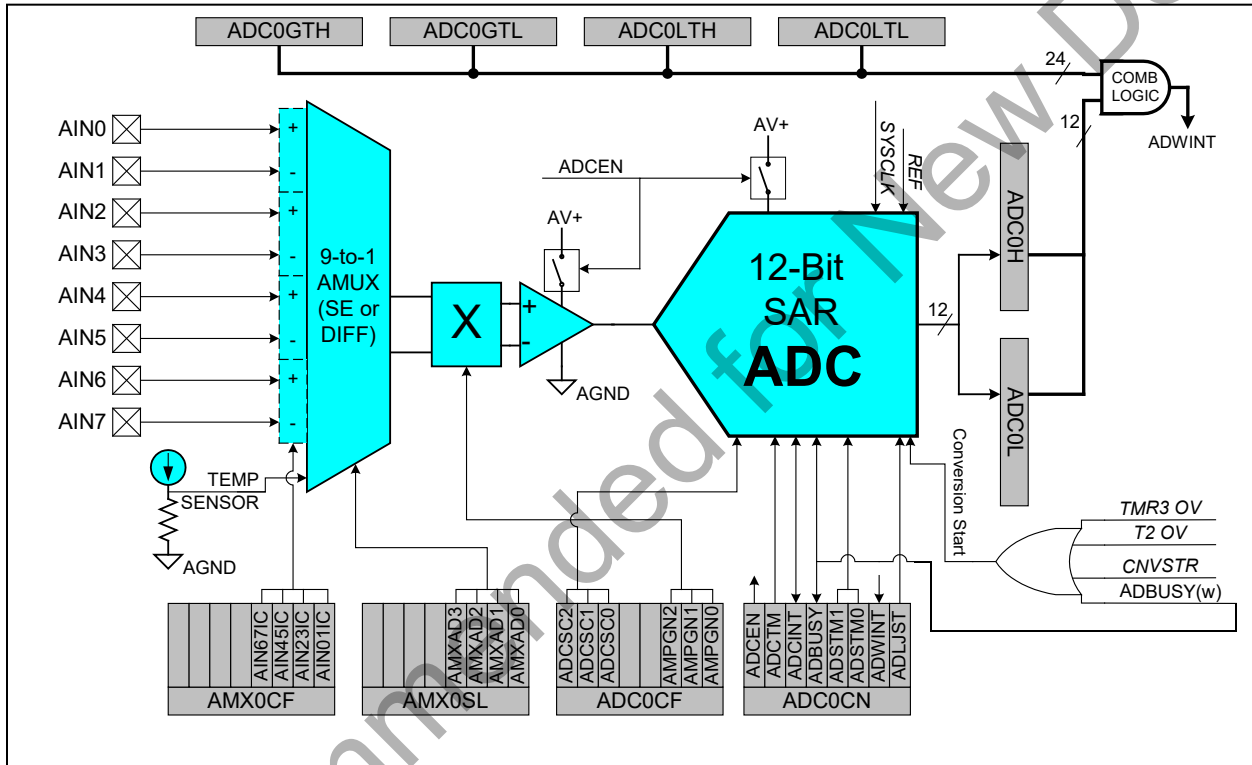 ADC0GTH
ADC0GTL
ADC0LTH
ADC0LTL
24
COMB
LOGIC
12
ADWINT
AIN0
AIN1
AIN2
AIN3
AIN4
AIN5
AIN6
AIN7
+
-
+
-
+
-
+
-
9-to-1
AMUX
(SE or
DIFF)
TEMP
SENSOR
AGND
X
+
-
ADCEN
AV+
AV+
AGND
SYSCLK
REF
12-Bit
SAR
ADC
12
ADC0H
ADC0L
Conversion Start
TMR3 OV
T2 OV
CNVSTR
ADBUSY(w)
AIN67IC
AIN45IC
AIN23IC
AIN01IC
AMX0CF
AMXAD3
AMXAD2
AMXAD1
AMXAD0
AMX0SL
ADCSC2
ADCSC1
ADCSC0
AMPGN2
AMPGN1
AMPGN0
ADC0CF
ADCEN
ADCTM
ADCINT
ADBUSY
ADSTM1
ADSTM0
ADWINT
ADLJST
ADC0CN
for New